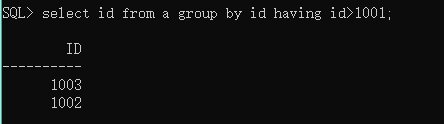 SQL> select id from a group by id having id>1001;
ID
----------
1003
1002